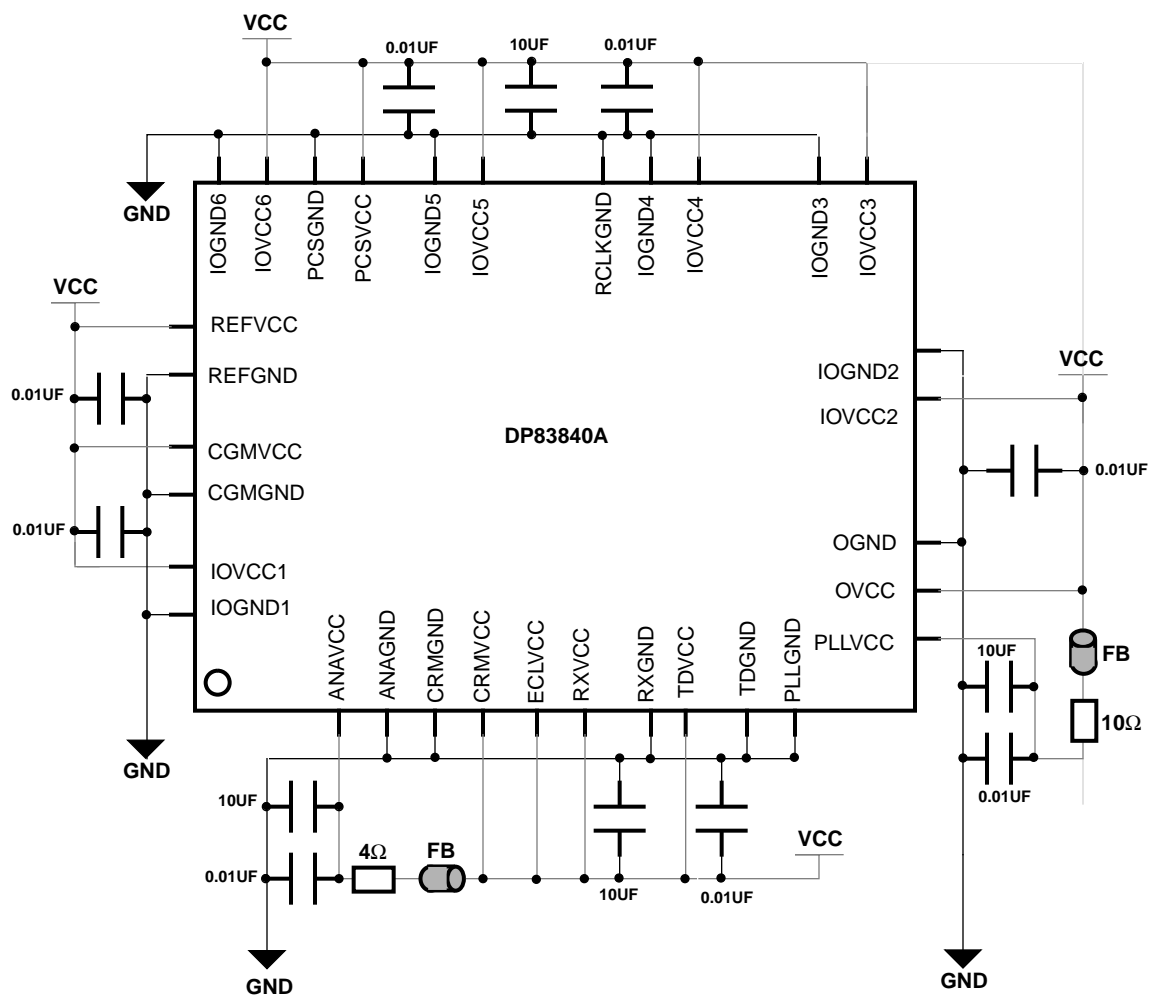 VCC
0.01UF
10UF
0.01UF
GND
IOGND6
IOVCC6
PCSGND
PCSVCC
IOGND5
IOVCC5
RCLKGND
IOGND4
IOVCC4
IOGND3
IOVCC3
VCC
REFVCC
REFGND
0.01UF
CGMVCC
CGMGND
0.01UF
IOVCC1
IOGND1
GND
DP83840A
VCC
IOGND2
IOVCC2
0.01UF
OGND
OVCC
PLLVCC
10UF
FB
10Ω
0.01UF
GND
ANAVCC
ANAGND
CRMGND
CRMVCC
ECLVCC
RXVCC
RXGND
TDVCC
TDGND
PLLGND
10UF
0.01UF
4Ω
FB
10UF
0.01UF
VCC
GND